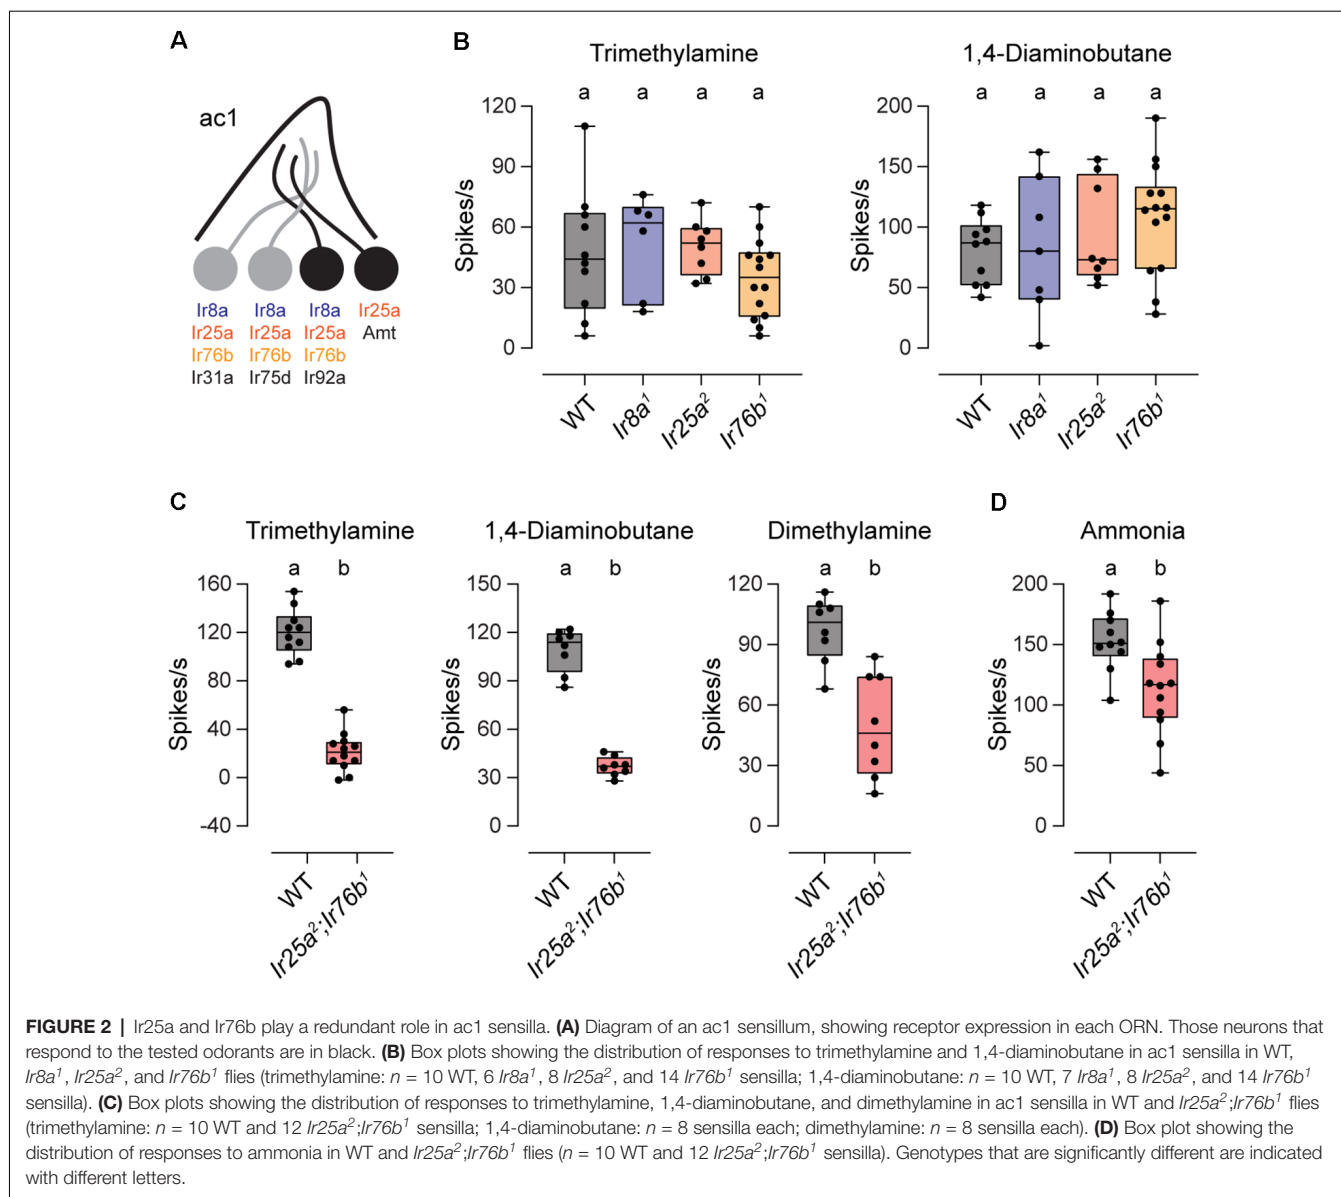 A
ac1
Ir8a Ir8a Ir8a Ir25a
Ir25a Ir25a Ir25a Amt
Ir76b Ir76b Ir76b
Ir31a Ir75d Ir92a
B
Trimethylamine
a a a a
120
90
60
30
0
Spikes/s
WT Ir8a¹ Ir25a² Ir76b¹
1,4-Diaminobutane
a a a a
200
150
100
50
0
Spikes/s
WT Ir8a¹ Ir25a² Ir76b¹
C
Trimethylamine
a b
160
120
80
40
0
-40
Spikes/s
WT Ir25a²;Ir76b¹
1,4-Diaminobutane
a b
150
120
90
60
30
0
Spikes/s
WT Ir25a²;Ir76b¹
Dimethylamine
a b
120
90
60
30
0
Spikes/s
WT Ir25a²;Ir76b¹
D
Ammonia
a b
200
150
100
50
0
Spikes/s
WT Ir25a²;Ir76b¹
FIGURE 2 | Ir25a and Ir76b play a redundant role in ac1 sensilla. (A) Diagram of an ac1 sensillum, showing receptor expression in each ORN. Those neurons that
respond to the tested odorants are in black. (B) Box plots showing the distribution of responses to trimethylamine and 1,4-diaminobutane in ac1 sensilla in WT,
Ir8a¹, Ir25a², and Ir76b¹ flies (trimethylamine: n = 10 WT, 6 Ir8a¹, 8 Ir25a², and 14 Ir76b¹ sensilla; 1,4-diaminobutane: n = 10 WT, 7 Ir8a¹, 8 Ir25a², and 14 Ir76b¹
sensilla). (C) Box plots showing the distribution of responses to trimethylamine, 1,4-diaminobutane, and dimethylamine in ac1 sensilla in WT and Ir25a²;Ir76b¹ flies
(trimethylamine: n = 10 WT and 12 Ir25a²;Ir76b¹ sensilla; 1,4-diaminobutane: n = 8 sensilla each; dimethylamine: n = 8 sensilla each). (D) Box plot showing the
distribution of responses to ammonia in WT and Ir25a²;Ir76b¹ flies (n = 10 WT and 12 Ir25a²;Ir76b¹ sensilla). Genotypes that are significantly different are indicated
with different letters.